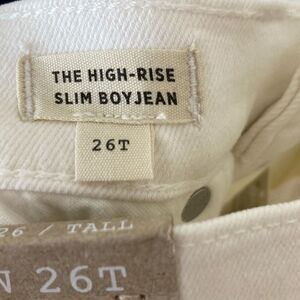 THE HIGH-RISE
SLIM BOYJEAN
26T
26 / TALL
N 26T